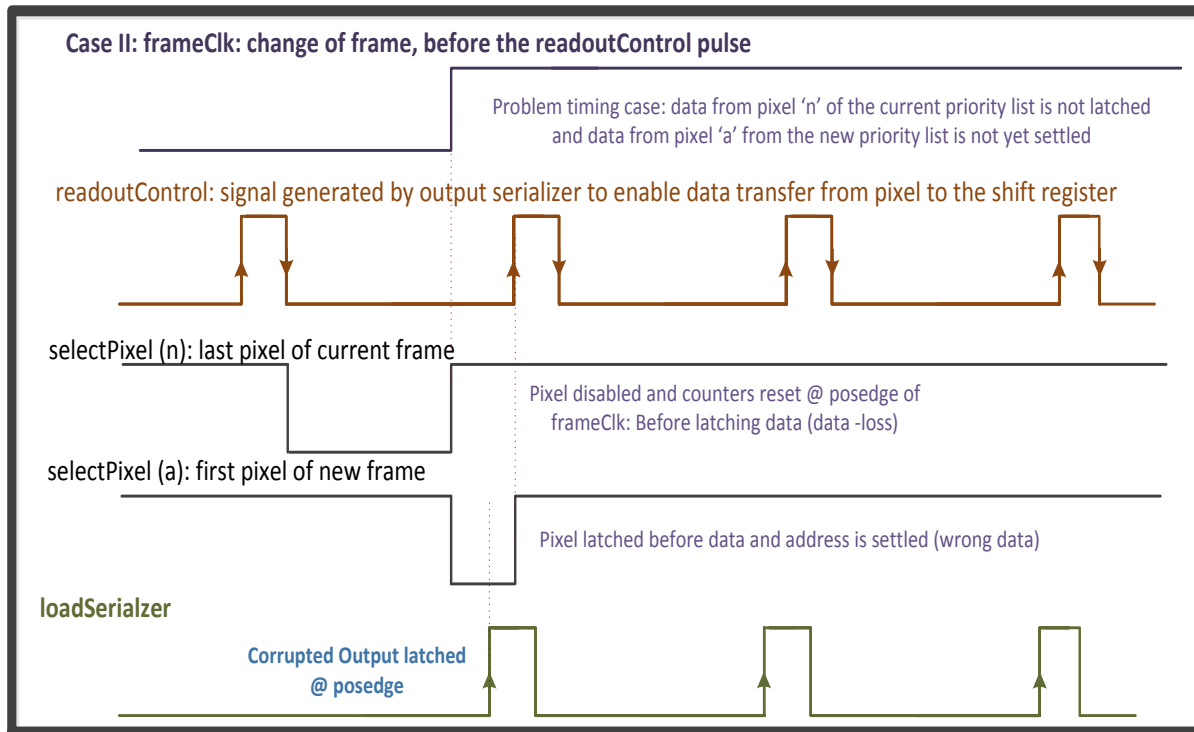 Case II: frameClk: change of frame, before the readoutControl pulse
Problem timing case: data from pixel ‘n’ of the current priority list is not latched
and data from pixel ‘a’ from the new priority list is not yet settled
readoutControl: signal generated by output serializer to enable data transfer from pixel to the shift register
selectPixel (n): last pixel of current frame
Pixel disabled and counters reset @ posedge of
frameClk: Before latching data (data -loss)
selectPixel (a): first pixel of new frame
Pixel latched before data and address is settled (wrong data)
loadSerialzer
Corrupted Output latched
@ posedge